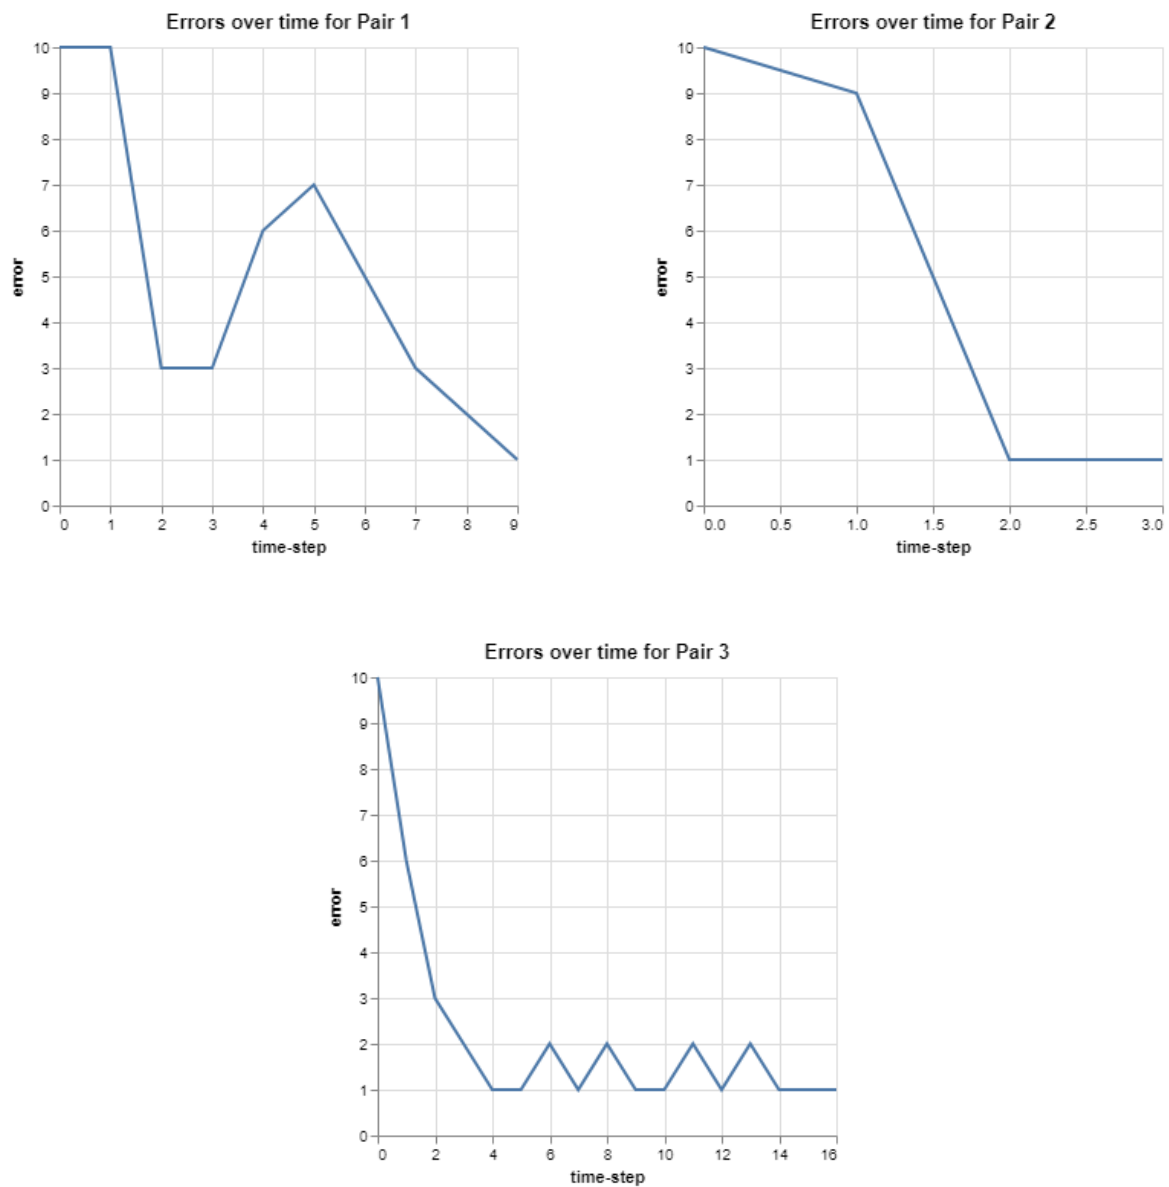 Errors over time for Pair 1
10
9
8
7
6
5
4
3
2
1
0
error
0 1 2 3 4 5 6 7 8 9
time-step
Errors over time for Pair 2
10
9
8
7
6
5
4
3
2
1
0
error
0.0 0.5 1.0 1.5 2.0 2.5 3.0
time-step
Errors over time for Pair 3
10
9
8
7
6
5
4
3
2
1
0
error
0 2 4 6 8 10 12 14 16
time-step